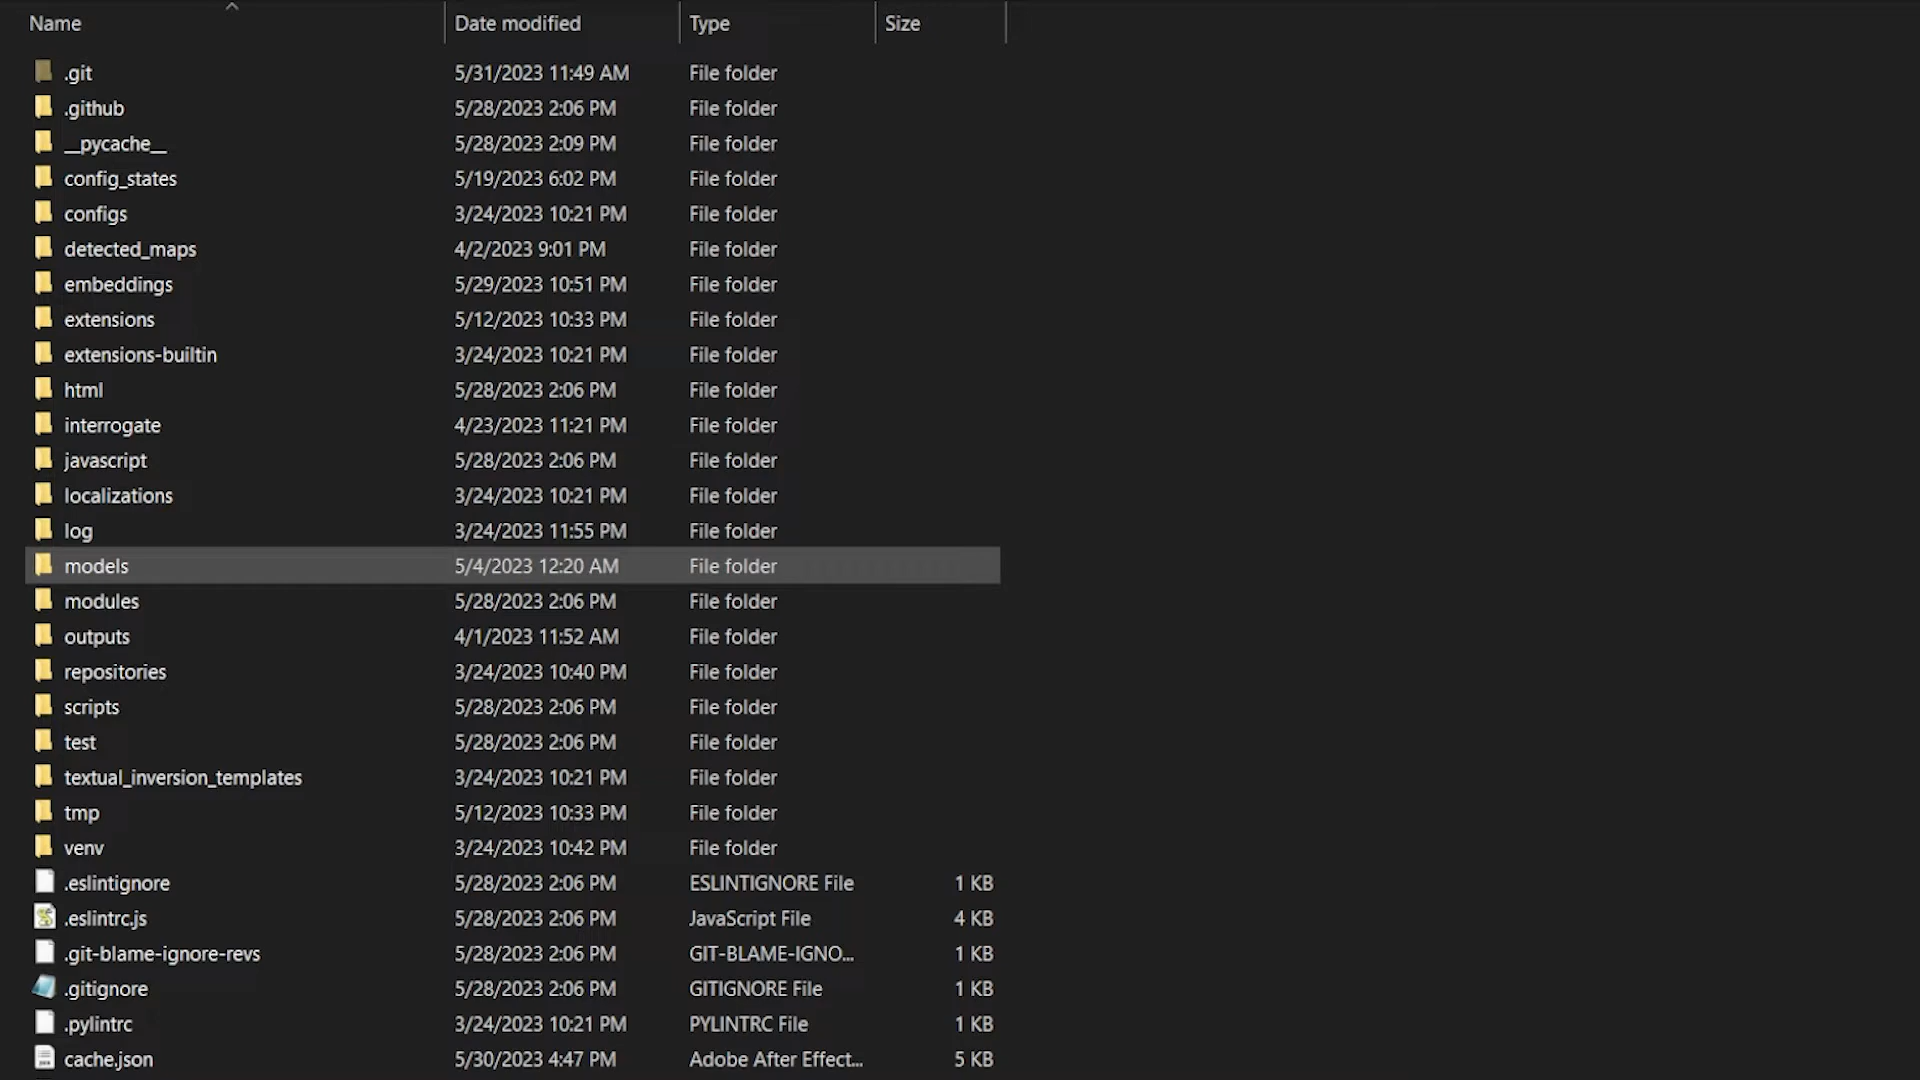 Name Date modified Type Size
.git 5/31/2023 11:49 AM File folder
.github 5/28/2023 2:06 PM File folder
__pycache__ 5/28/2023 2:09 PM File folder
config_states 5/19/2023 6:02 PM File folder
configs 3/24/2023 10:21 PM File folder
detected_maps 4/2/2023 9:01 PM File folder
embeddings 5/29/2023 10:51 PM File folder
extensions 5/12/2023 10:33 PM File folder
extensions-builtin 3/24/2023 10:21 PM File folder
html 5/28/2023 2:06 PM File folder
interrogate 4/23/2023 11:21 PM File folder
javascript 5/28/2023 2:06 PM File folder
localizations 3/24/2023 10:21 PM File folder
log 3/24/2023 11:55 PM File folder
models 5/4/2023 12:20 AM File folder
modules 5/28/2023 2:06 PM File folder
outputs 4/1/2023 11:52 AM File folder
repositories 3/24/2023 10:40 PM File folder
scripts 5/28/2023 2:06 PM File folder
test 5/28/2023 2:06 PM File folder
textual_inversion_templates 3/24/2023 10:21 PM File folder
tmp 5/12/2023 10:33 PM File folder
venv 3/24/2023 10:42 PM File folder
.eslintignore 5/28/2023 2:06 PM ESLINTIGNORE File 1 KB
.eslintrc.js 5/28/2023 2:06 PM JavaScript File 4 KB
.git-blame-ignore-revs 5/28/2023 2:06 PM GIT-BLAME-IGNO... 1 KB
.gitignore 5/28/2023 2:06 PM GITIGNORE File 1 KB
.pylintrc 3/24/2023 10:21 PM PYLINTRC File 1 KB
cache.json 5/30/2023 4:47 PM Adobe After Effect... 5 KB